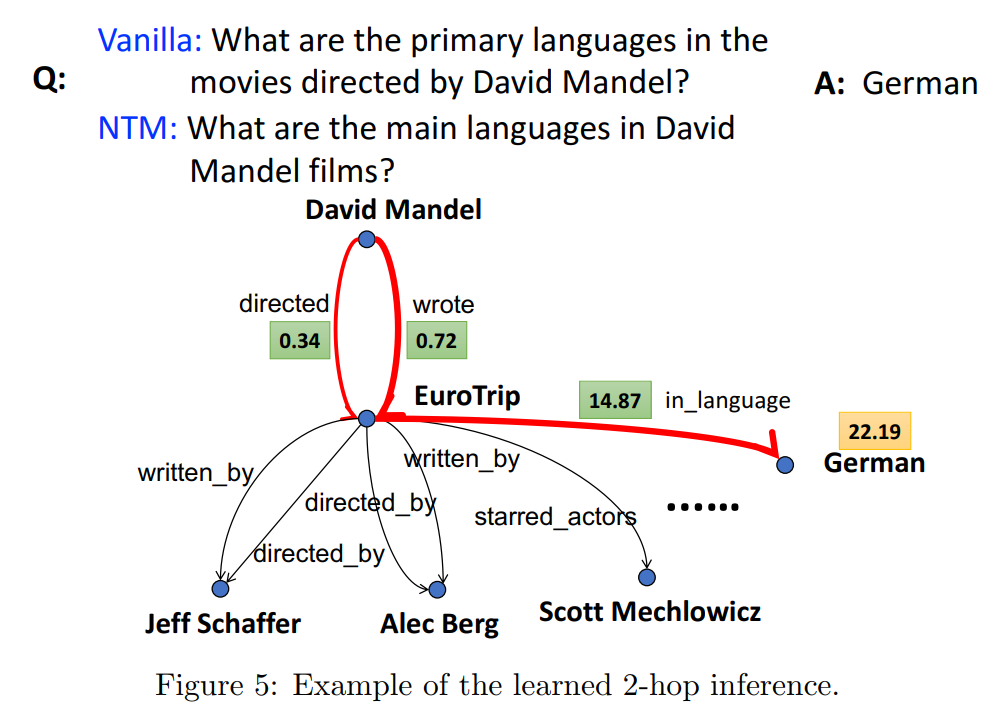 Vanilla: What are the primary languages in the
Q:
movies directed by David Mandel?
A: German
NTM: What are the main languages in David
Mandel films?
David Mandel
directed
wrote
0.34
0.72
EuroTrip
14.87
in_language
22.19
German
written_by
written_by
directed_by
starred_actors
......
directed_by
Jeff Schaffer
Alec Berg
Scott Mechlowicz
Figure 5: Example of the learned 2-hop inference.